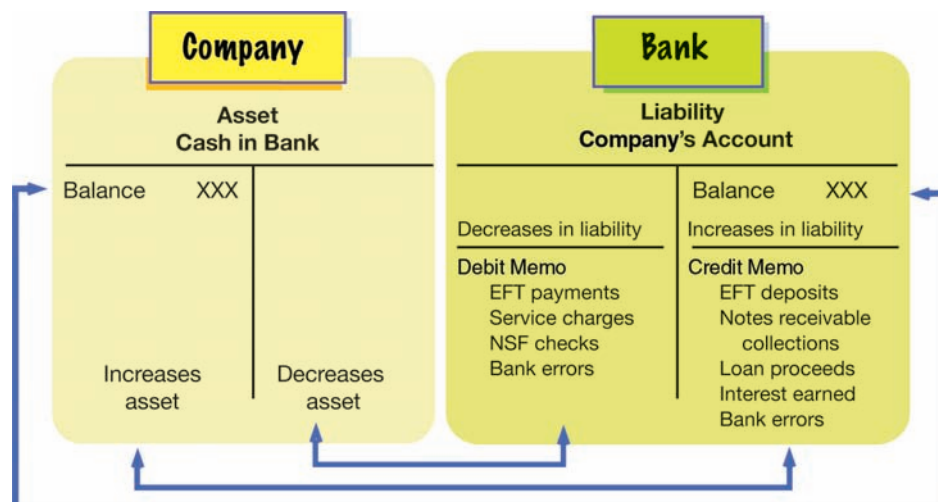 Company
Asset
Cash in Bank
Balance XXX
Increases
asset
Decreases
asset
Bank
Liability
Company's Account
Balance XXX
Decreases in liability
Debit Memo
EFT payments
Service charges
NSF checks
Bank errors
Increases in liability
Credit Memo
EFT deposits
Notes receivable
collections
Loan proceeds
Interest earned
Bank errors